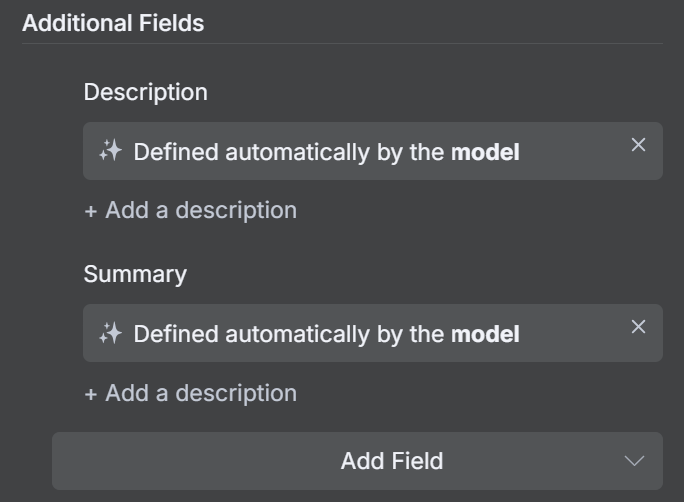 Additional Fields
Description
Defined automatically by the model
+ Add a description
Summary
Defined automatically by the model
+ Add a description
Add Field